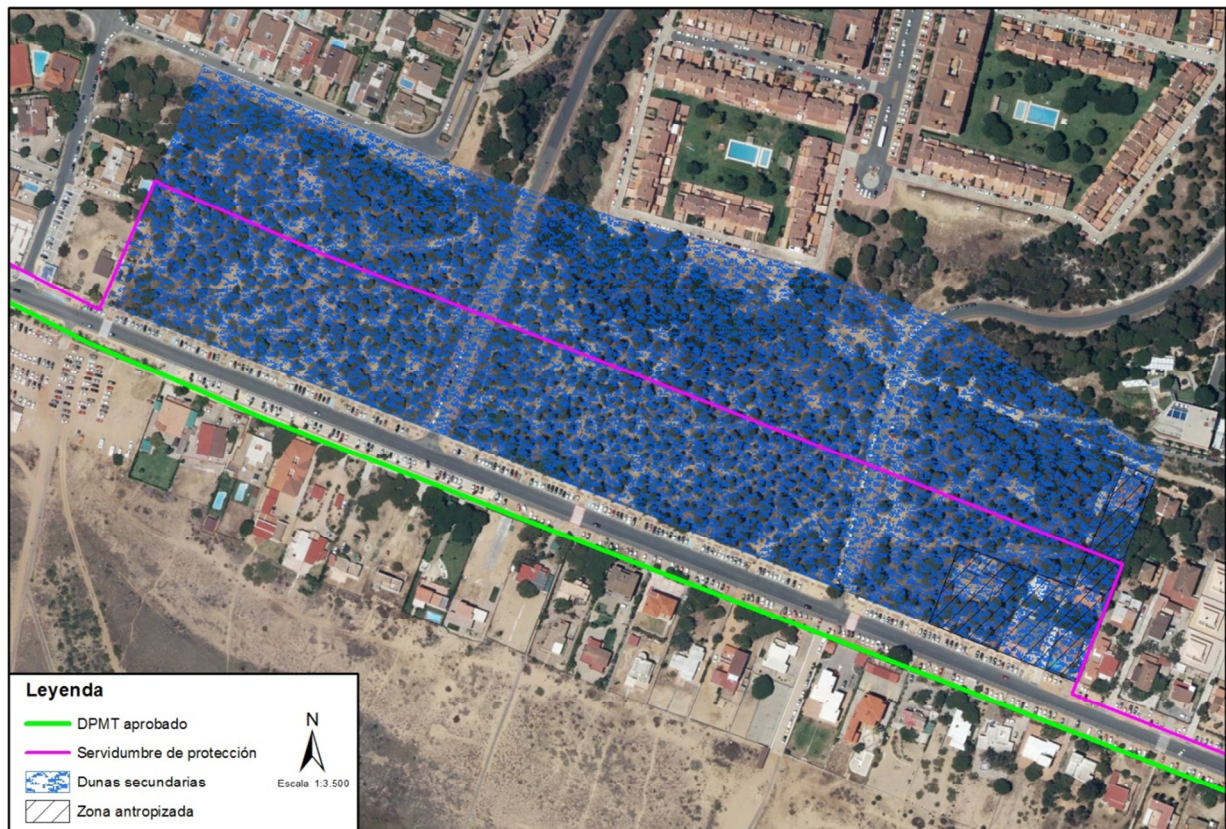 Leyenda
DPMT aprobado
Servidumbre de protección
Dunas secundarias
Zona antropizada
N
Escala 1:3.500